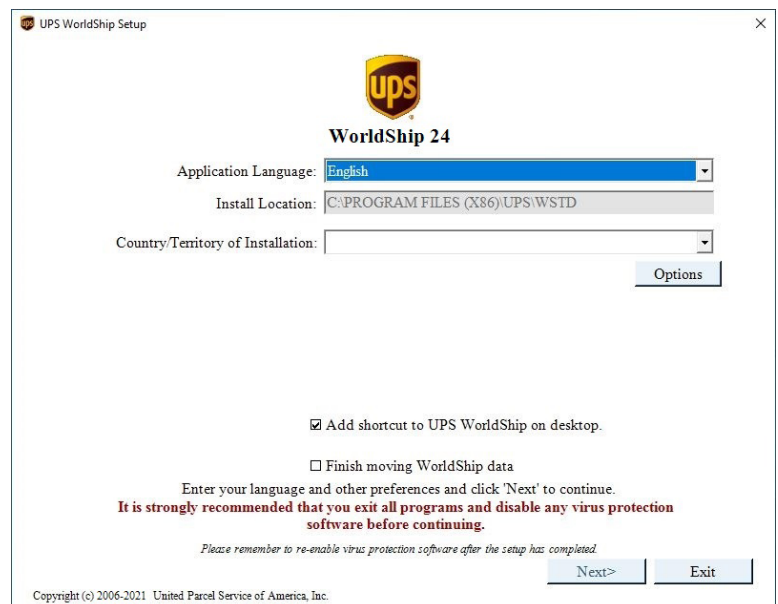 UPS WorldShip Setup
ups
WorldShip 24
Application Language: English
Install Location: C:\PROGRAM FILES (X86)\UPS\WSTD
Country/Territory of Installation:
Options
Add shortcut to UPS WorldShip on desktop.
Finish moving WorldShip data
Enter your language and other preferences and click 'Next' to continue.
It is strongly recommended that you exit all programs and disable any virus protection
software before continuing.
Please remember to re-enable virus protection software after the setup has completed.
Next> Exit
Copyright (c) 2006-2021 United Parcel Service of America, Inc.